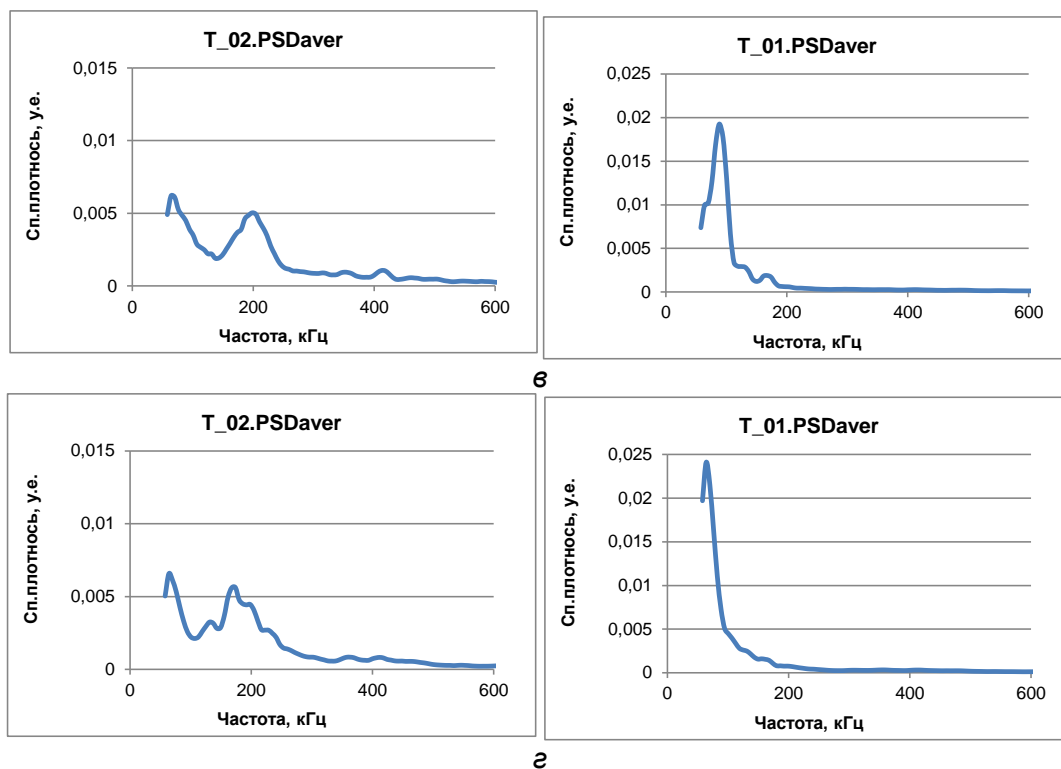 T_02.PSDaver
0,015
0,01
0,005
0
0 200 400 600
Сп.плотнось, у.е.
Частота, кГц
T_01.PSDaver
0,025
0,02
0,015
0,01
0,005
0
0 200 400 600
Сп.плотнось, у.е.
Частота, кГц
в
T_02.PSDaver
0,015
0,01
0,005
0
0 200 400 600
Сп.плотнось, у.е.
Частота, кГц
T_01.PSDaver
0,025
0,02
0,015
0,01
0,005
0
0 200 400 600
Сп.плотнось, у.е.
Частота, кГц
г